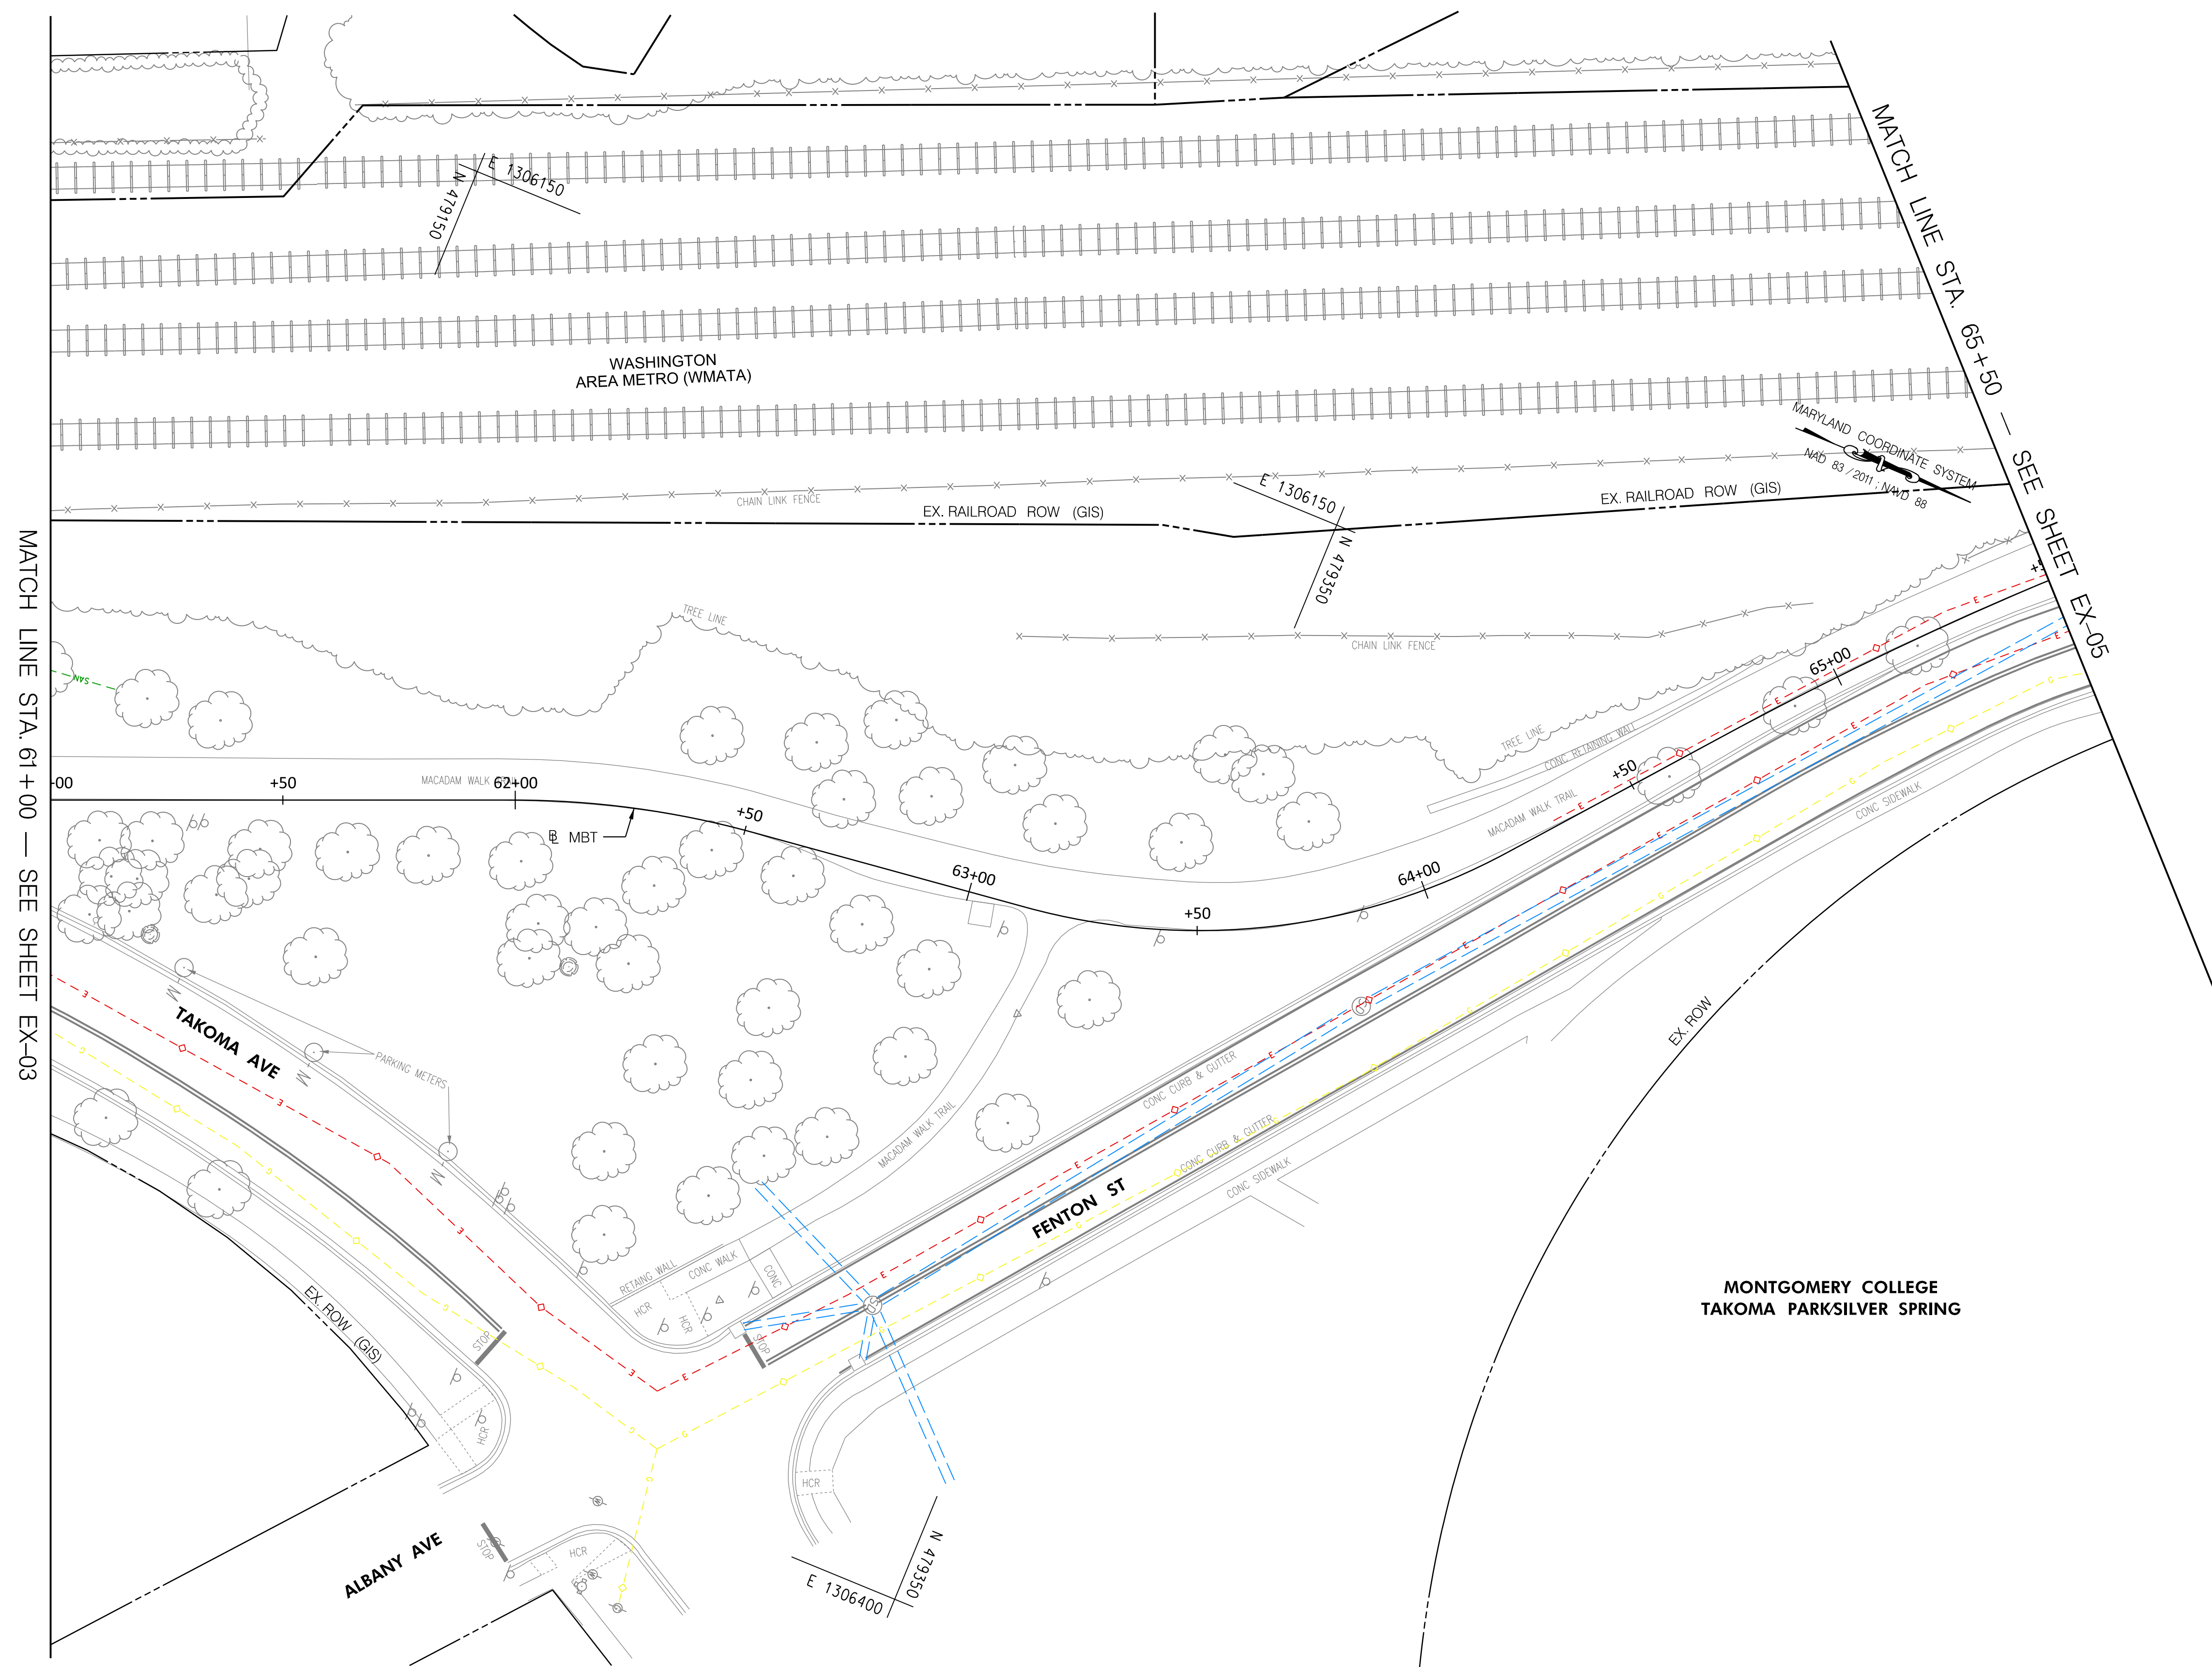 MATCH LINE STA. 65+50 — SEE SHEET EX-05
E 1306150
N 479150
WASHINGTON
AREA METRO (WMATA)
MARYLAND COORDINATE SYSTEM
NAD 83/2011; NAVD 88
CHAIN LINK FENCE
EX. RAILROAD ROW (GIS)
E 1306150
N 479350
EX. RAILROAD ROW (GIS)
MATCH LINE STA. 61+00 — SEE SHEET EX-03
TREE LINE
CHAIN LINK FENCE
SAN
65+00
TREE LINE
CONC RETAINING WALL
+50
-00
+50
MACADAM WALK
62+00
+50
BL MBT
MACADAM WALK TRAIL
CONC SIDEWALK
63+00
64+00
+50
M
M
M
TAKOMA AVE
PARKING METERS
EX. ROW
CONC CURB & GUTTER
MACADAM WALK TRAIL
CONC CURB & GUTTER
CONC SIDEWALK
FENTON ST
SD
SD
RETAING WALL
CONC WALK
CONC
HCR
HCR
STOP
EX. ROW (GIS)
STOP
HCR
MONTGOMERY COLLEGE
TAKOMA PARK/SILVER SPRING
HCR
STOP
HCR
ALBANY AVE
E 1306400
N 479350
E
E
E
E
E
E
E
E
E
E
E
E
E
G
G
G
G
G
G
G
G
G
G